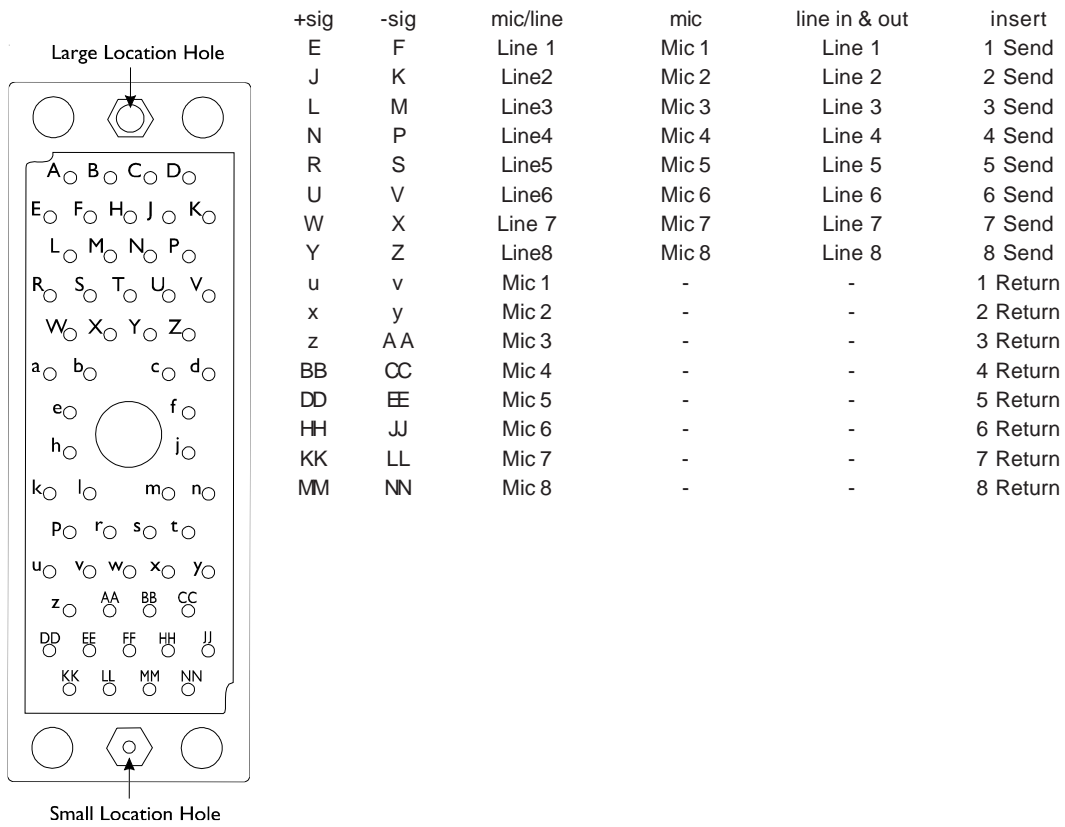 Large Location Hole
A B C D
E F H J K
L M N P
R S T U V
W X Y Z
a b c d
e f
h j
k l m n
p r s t
u v w x y
z AA BB CC
DD EE FF HH JJ
KK LL MM NN
Small Location Hole
+sig -sig mic/line mic line in & out insert
E F Line 1 Mic 1 Line 1 1 Send
J K Line2 Mic 2 Line 2 2 Send
L M Line3 Mic 3 Line 3 3 Send
N P Line4 Mic 4 Line 4 4 Send
R S Line5 Mic 5 Line 5 5 Send
U V Line6 Mic 6 Line 6 6 Send
W X Line 7 Mic 7 Line 7 7 Send
Y Z Line8 Mic 8 Line 8 8 Send
u v Mic 1 - - 1 Return
x y Mic 2 - - 2 Return
z AA Mic 3 - - 3 Return
BB CC Mic 4 - - 4 Return
DD EE Mic 5 - - 5 Return
HH JJ Mic 6 - - 6 Return
KK LL Mic 7 - - 7 Return
MM NN Mic 8 - - 8 Return